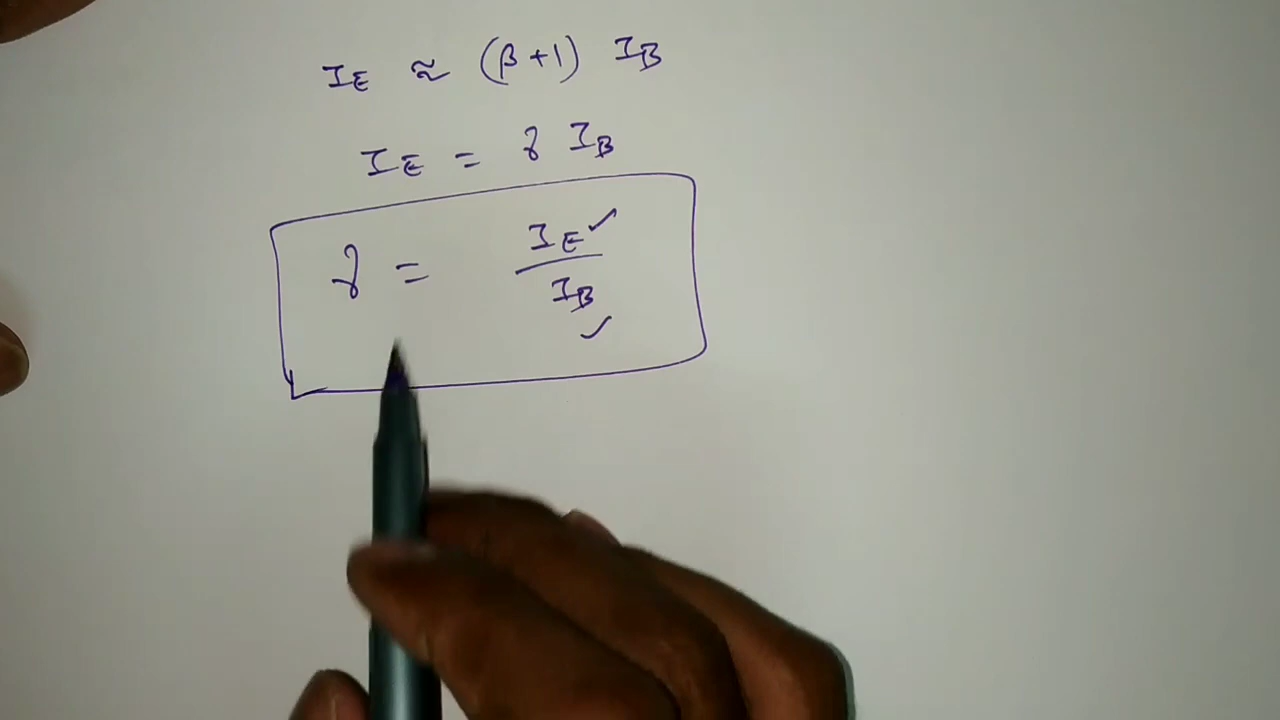 I_E ≈ (β+1) I_B
I_E = γ I_B
γ = I_E ✓ / I_B ✓